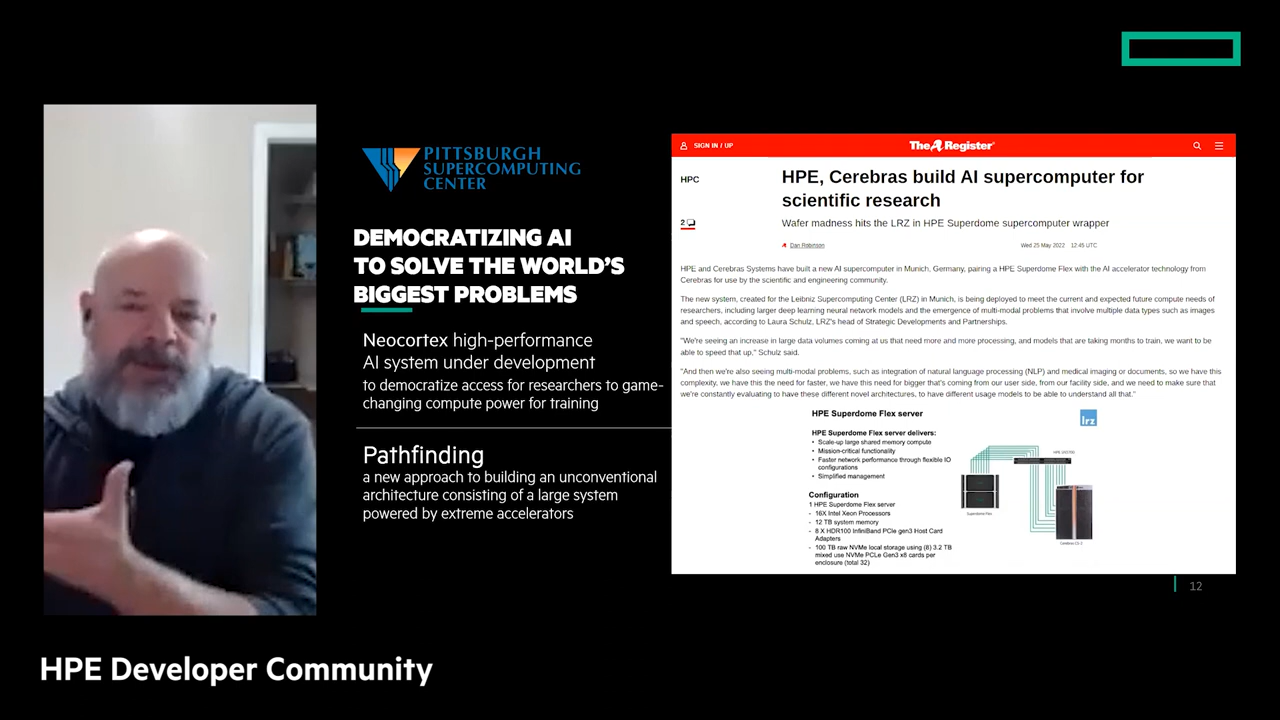 PITTSBURGH
SUPERCOMPUTING
CENTER
DEMOCRATIZING AI
TO SOLVE THE WORLD'S
BIGGEST PROBLEMS
Neocortex high-performance
AI system under development
to democratize access for researchers to game-
changing compute power for training
Pathfinding
a new approach to building an unconventional
architecture consisting of a large system
powered by extreme accelerators
SIGN IN / UP
The Register
HPC
HPE, Cerebras build AI supercomputer for
scientific research
2
Wafer madness hits the LRZ in HPE Superdome supercomputer wrapper
Dan Robinson
Wed 25 May 2022 12:45 UTC
HPE and Cerebras Systems have built a new AI supercomputer in Munich, Germany, pairing a HPE Superdome Flex with the AI accelerator technology from
Cerebras for use by the scientific and engineering community.
The new system, created for the Leibniz Supercomputing Center (LRZ) in Munich, is being deployed to meet the current and expected future compute needs of
researchers, including larger deep learning neural network models and the emergence of multi-modal problems that involve multiple data types such as images
and speech, according to Laura Schulz, LRZ's head of Strategic Developments and Partnerships.
"We're seeing an increase in large data volumes coming at us that need more and more processing, and models that are taking months to train, we want to be
able to speed that up," Schulz said.
"And then we're also seeing multi-modal problems, such as integration of natural language processing (NLP) and medical imaging or documents, so we have this
complexity, we have this the need for faster, we have this need for bigger that's coming from our user side, from our facility side, and we need to make sure that
we're constantly evaluating to have these different novel architectures, to have different usage models to be able to understand all that."
HPE Superdome Flex server
lrz
HPE Superdome Flex server delivers:
• Scale-up large shared memory compute
• Mission-critical functionality
• Faster network performance through flexible IO
configurations
• Simplified management
Configuration
1 HPE Superdome Flex server
- 16X Intel Xeon Processors
- 12 TB system memory
- 8 X HDR100 InfiniBand PCIe gen3 Host Card
Adapters
- 100 TB raw NVMe local storage using (8) 3.2 TB
mixed use NVMe PCLe Gen3 x8 cards per
enclosure (total 32)
Superdome Flex
Cerebras CS-2
12
HPE Developer Community